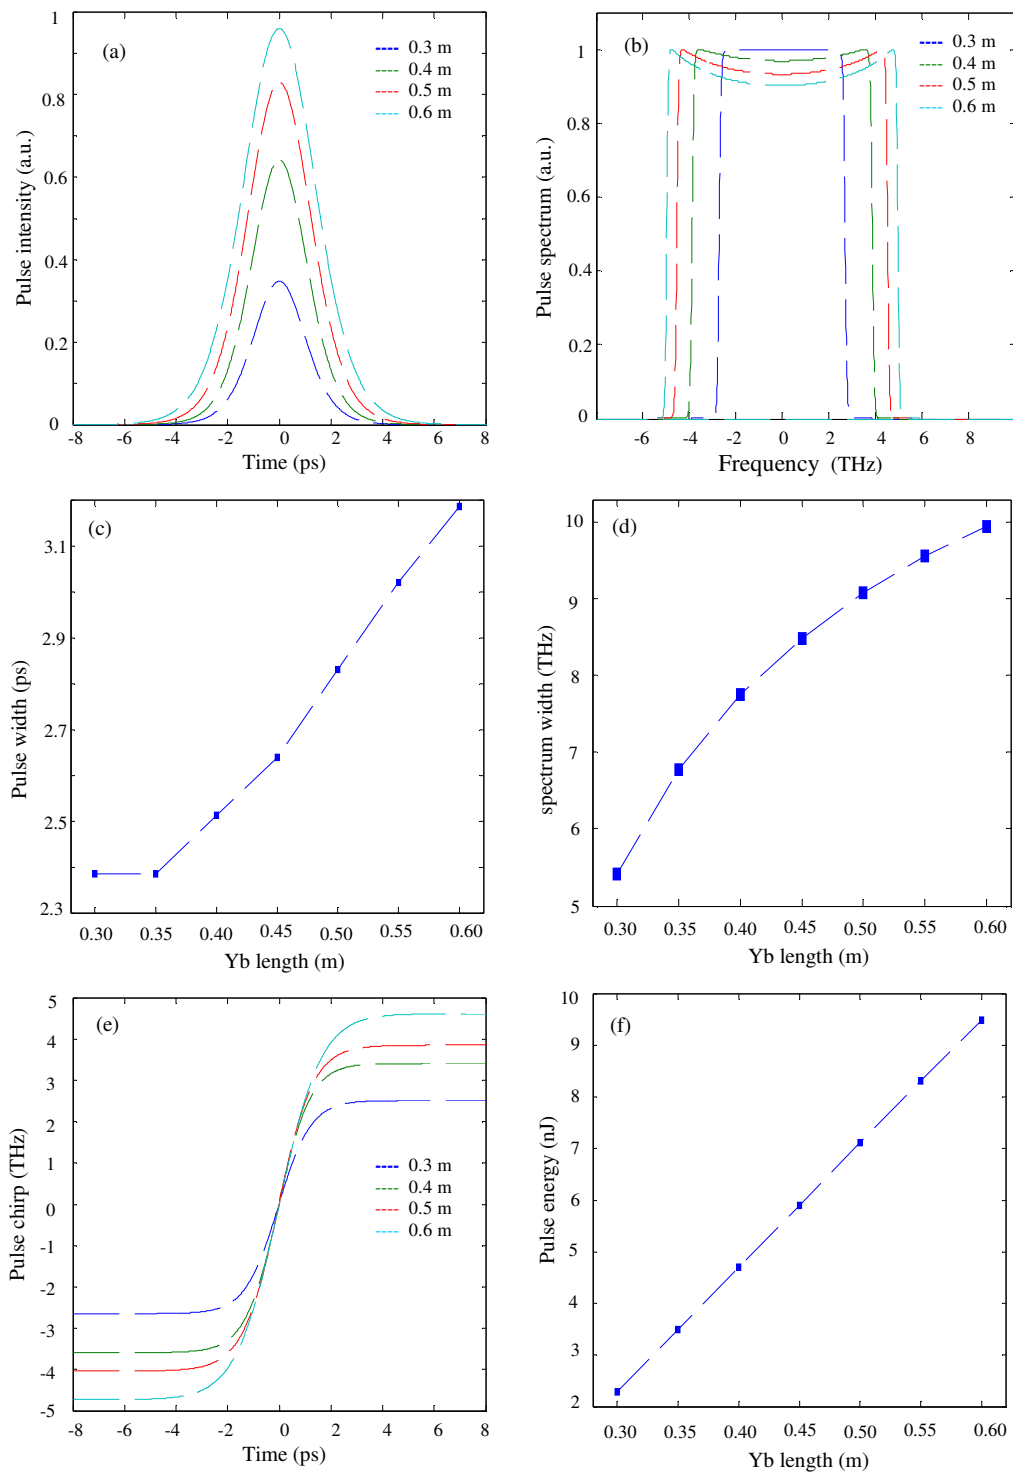 (a)
0.3 m
0.4 m
0.5 m
0.6 m
1
0.8
0.6
0.4
0.2
0
-8 -6 -4 -2 0 2 4 6 8
Pulse intensity (a.u.)
Time (ps)
(b)
0.3 m
0.4 m
0.5 m
0.6 m
1
0.8
0.6
0.4
0.2
0
-6 -4 -2 0 2 4 6 8
Pulse spectrum (a.u.)
Frequency (THz)
(c)
3.1
2.9
2.7
2.5
2.3
0.30 0.35 0.40 0.45 0.50 0.55 0.60
Pulse width (ps)
Yb length (m)
(d)
10
9
8
7
6
5
0.30 0.35 0.40 0.45 0.50 0.55 0.60
spectrum width (THz)
Yb length (m)
(e)
0.3 m
0.4 m
0.5 m
0.6 m
5
4
3
2
1
0
-1
-2
-3
-4
-5
-8 -6 -4 -2 0 2 4 6 8
Pulse chirp (THz)
Time (ps)
(f)
10
9
8
7
6
5
4
3
2
0.30 0.35 0.40 0.45 0.50 0.55 0.60
Pulse energy (nJ)
Yb length (m)